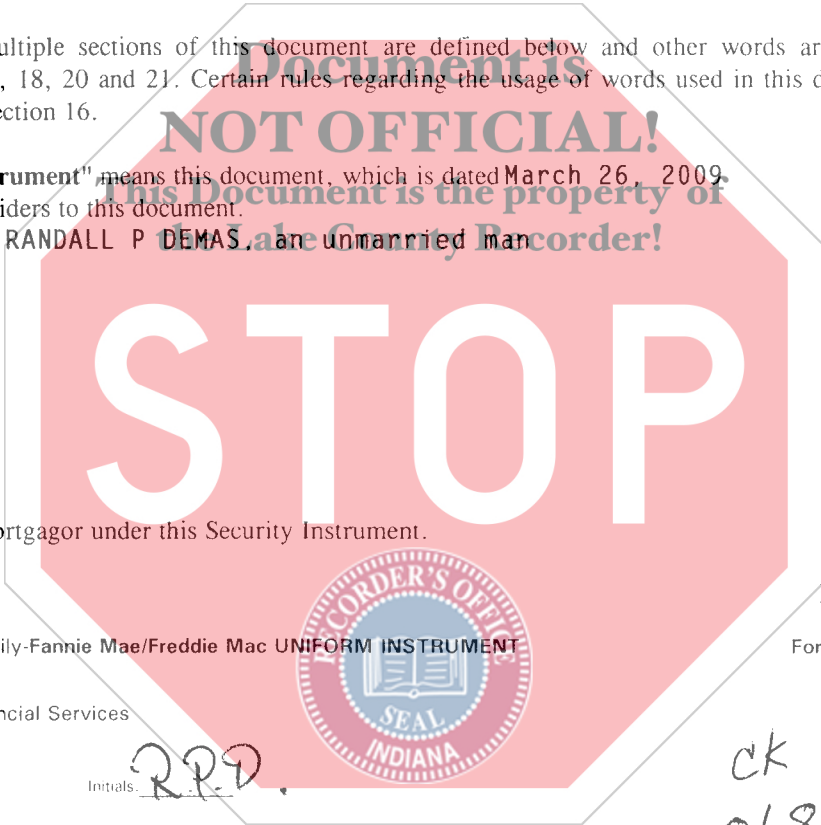 ultiple sections of this document are defined below and other words ar
, 18, 20 and 21. Certain rules regarding the usage of words used in this d
ection 16.
Document is
NOT OFFICIAL!
This Document is the property of
the Lake County Recorder!
rument" means this document, which is dated March 26, 2009
iders to this document.
RANDALL P DEMAS, an unmarried man
STOP
ortgagor under this Security Instrument.
RECORDER'S OFFICE
SEAL
INDIANA
ily-Fannie Mae/Freddie Mac UNIFORM INSTRUMENT
For
ncial Services
Initials: R.P.D.
CK